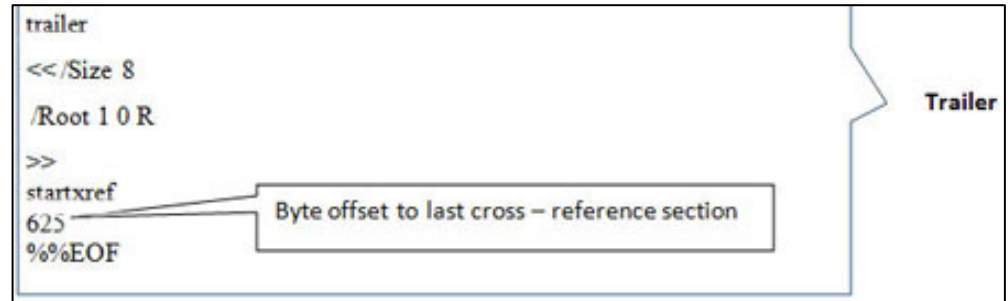 trailer
<</Size 8
/Root 1 0 R
Trailer
>>
startxref
625
Byte offset to last cross – reference section
%%EOF